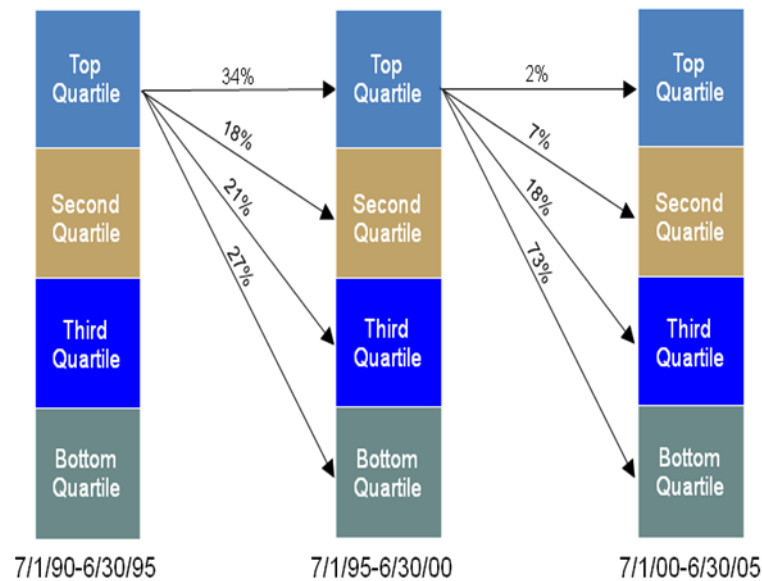 Top
Quartile
34%
Top
Quartile
2%
Top
Quartile
18%
7%
Second
Quartile
21%
Second
Quartile
18%
Second
Quartile
27%
73%
Third
Quartile
Third
Quartile
Third
Quartile
Bottom
Quartile
Bottom
Quartile
Bottom
Quartile
7/1/90-6/30/95
7/1/95-6/30/00
7/1/00-6/30/05